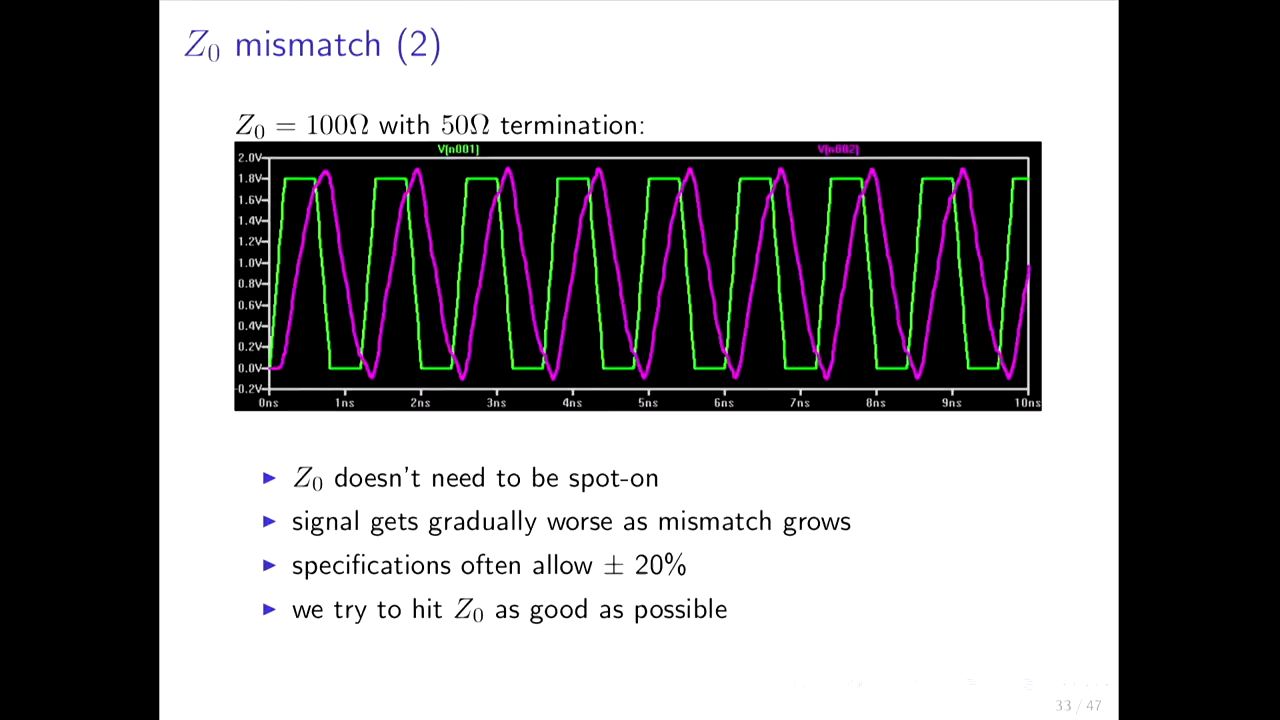 Z₀ mismatch (2)
Z₀ = 100Ω with 50Ω termination:
V(n001) V(n002)
2.0V
1.8V
1.6V
1.4V
1.2V
1.0V
0.8V
0.6V
0.4V
0.2V
0.0V
-0.2V
0ns 1ns 2ns 3ns 4ns 5ns 6ns 7ns 8ns 9ns 10ns
▶ Z₀ doesn't need to be spot-on
▶ signal gets gradually worse as mismatch grows
▶ specifications often allow ± 20%
▶ we try to hit Z₀ as good as possible
33 / 47